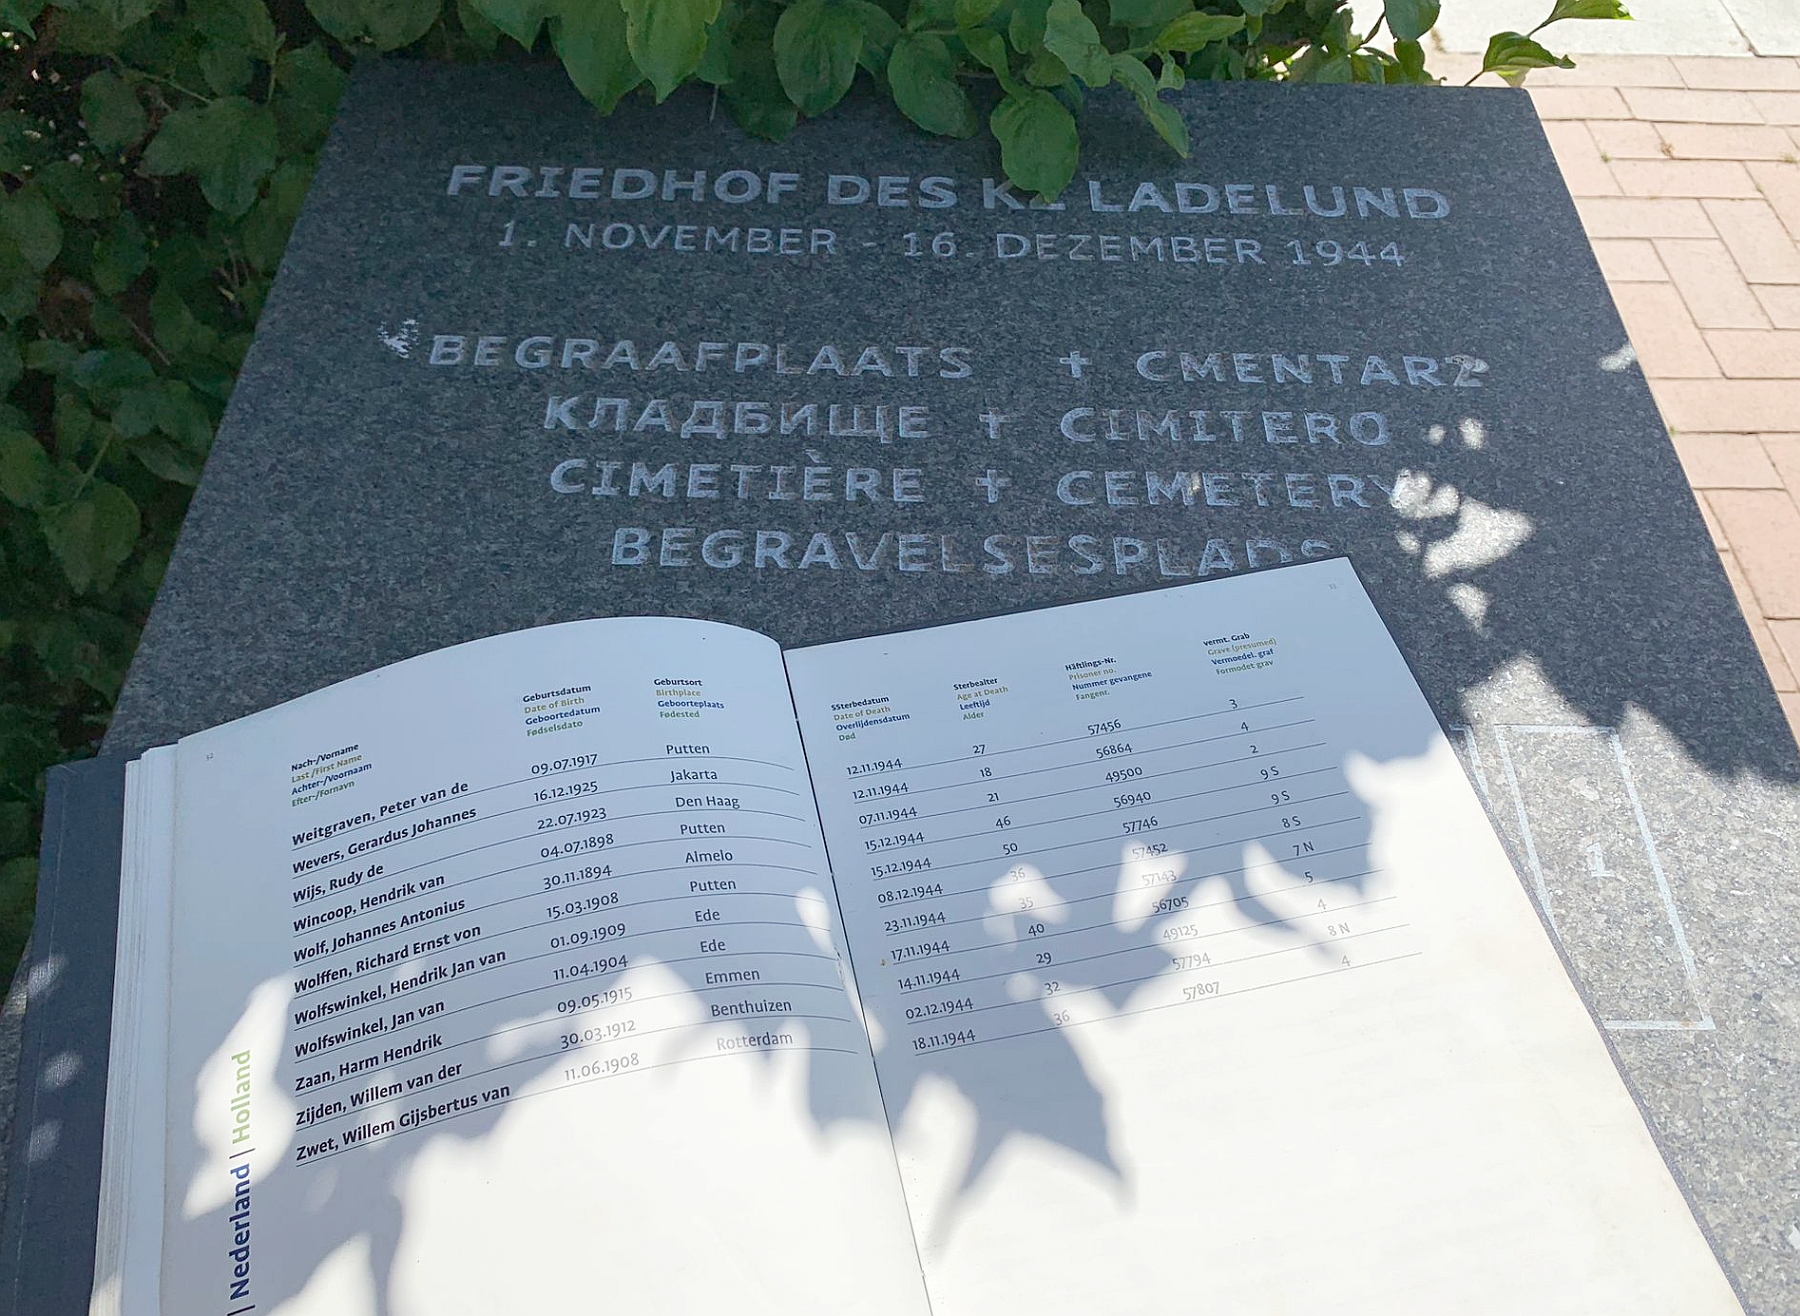 FRIEDHOF DES KZ LADELUND
1. NOVEMBER - 16. DEZEMBER 1944
BEGRAAFPLAATS + CMENTARZ
КЛАДБИЩЕ + CIMITERO
CIMETIÈRE + CEMETERY
BEGRAVELSESPLADS
32
Nach-/Vorname
Last /First Name
Achter-/Voornaam
Efter-/Fornavn
Geburtsdatum
Date of Birth
Geboortedatum
Fødselsdato
Geburtsort
Birthplace
Geboorteplaats
Fødested
Weitgraven, Peter van de 09.07.1917 Putten
Wevers, Gerardus Johannes 16.12.1925 Jakarta
Wijs, Rudy de 22.07.1923 Den Haag
Wincoop, Hendrik van 04.07.1898 Putten
Wolf, Johannes Antonius 30.11.1894 Almelo
Wolffen, Richard Ernst von 15.03.1908 Putten
Wolfswinkel, Hendrik Jan van 01.09.1909 Ede
Wolfswinkel, Jan van 11.04.1904 Ede
Zaan, Harm Hendrik 09.05.1915 Emmen
Zijden, Willem van der 30.03.1912 Benthuizen
Zwet, Willem Gijsbertus van 11.06.1908 Rotterdam
| Nederland | Holland
33
SSterbedatum
Date of Death
Overlijdensdatum
Død
Sterbealter
Age at Death
Leeftijd
Alder
Häftlings-Nr.
Prisoner no.
Nummer gevangene
Fangenr.
vermt. Grab
Grave (presumed)
Vermoedel. graf
Formodet grav
12.11.1944 27 57456 3
12.11.1944 18 56864 4
07.11.1944 21 49500 2
15.12.1944 46 56940 9 S
15.12.1944 50 57746 9 S
08.12.1944 36 57452 8 S
23.11.1944 35 57143 7 N
17.11.1944 40 56705 5
14.11.1944 29 49125 4
02.12.1944 32 57794 8 N
18.11.1944 36 57807 4
1